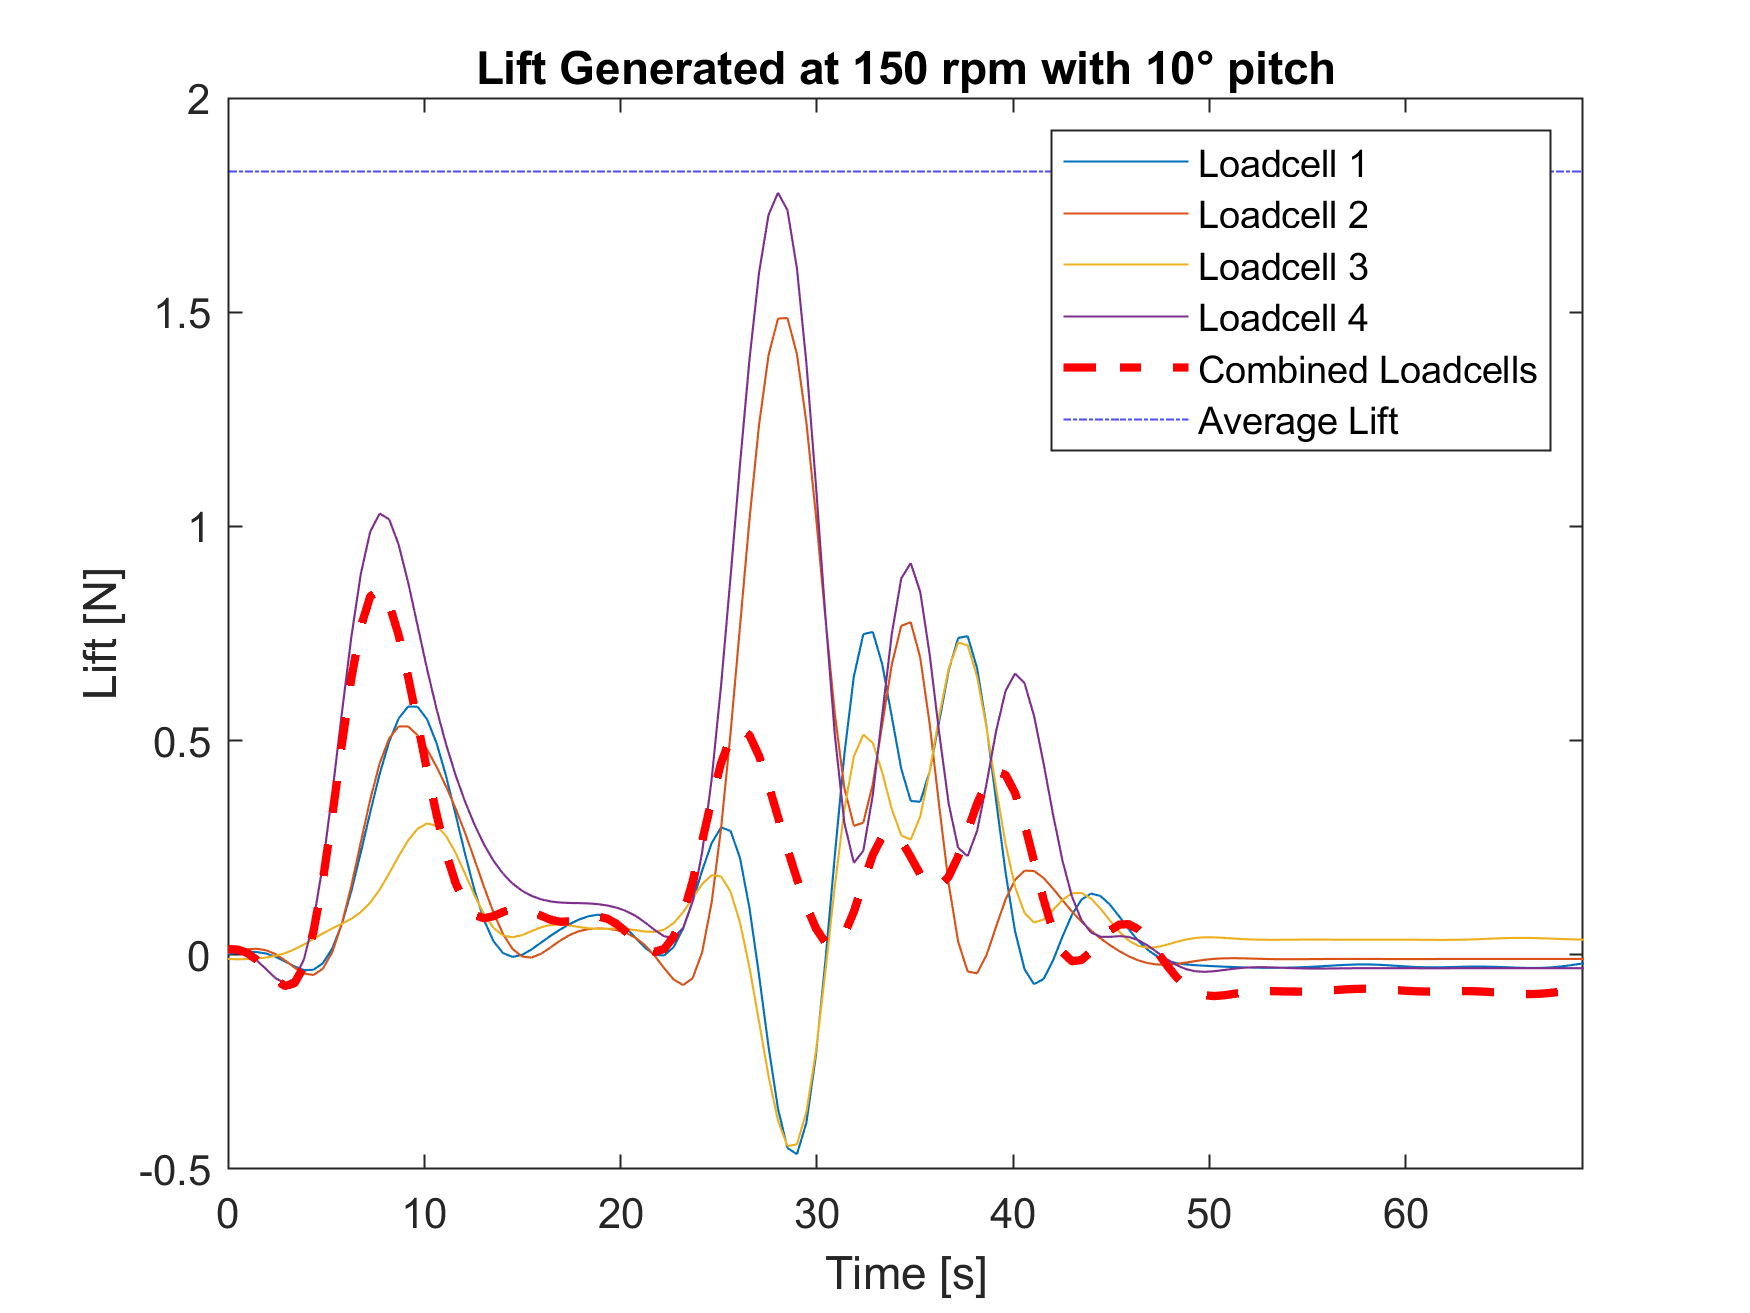 Lift Generated at 150 rpm with 10° pitch
2
1.5
1
0.5
0
-0.5
Lift [N]
0 10 20 30 40 50 60
Time [s]
Loadcell 1
Loadcell 2
Loadcell 3
Loadcell 4
Combined Loadcells
Average Lift